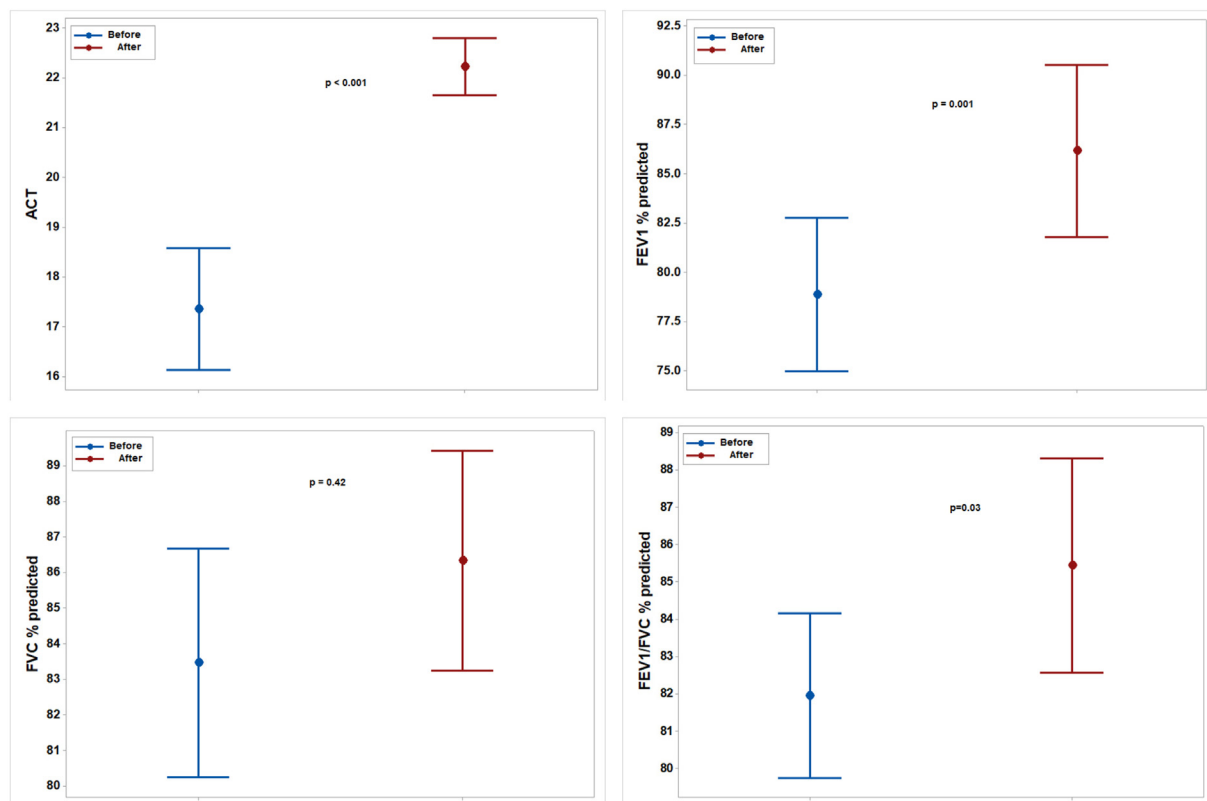 Before
After
p < 0.001
ACT
23
22
21
20
19
18
17
16
Before
After
p = 0.001
FEV1 % predicted
92.5
90.0
87.5
85.0
82.5
80.0
77.5
75.0
Before
After
p = 0.42
FVC % predicted
89
88
87
86
85
84
83
82
81
80
Before
After
p=0.03
FEV1/FVC % predicted
89
88
87
86
85
84
83
82
81
80